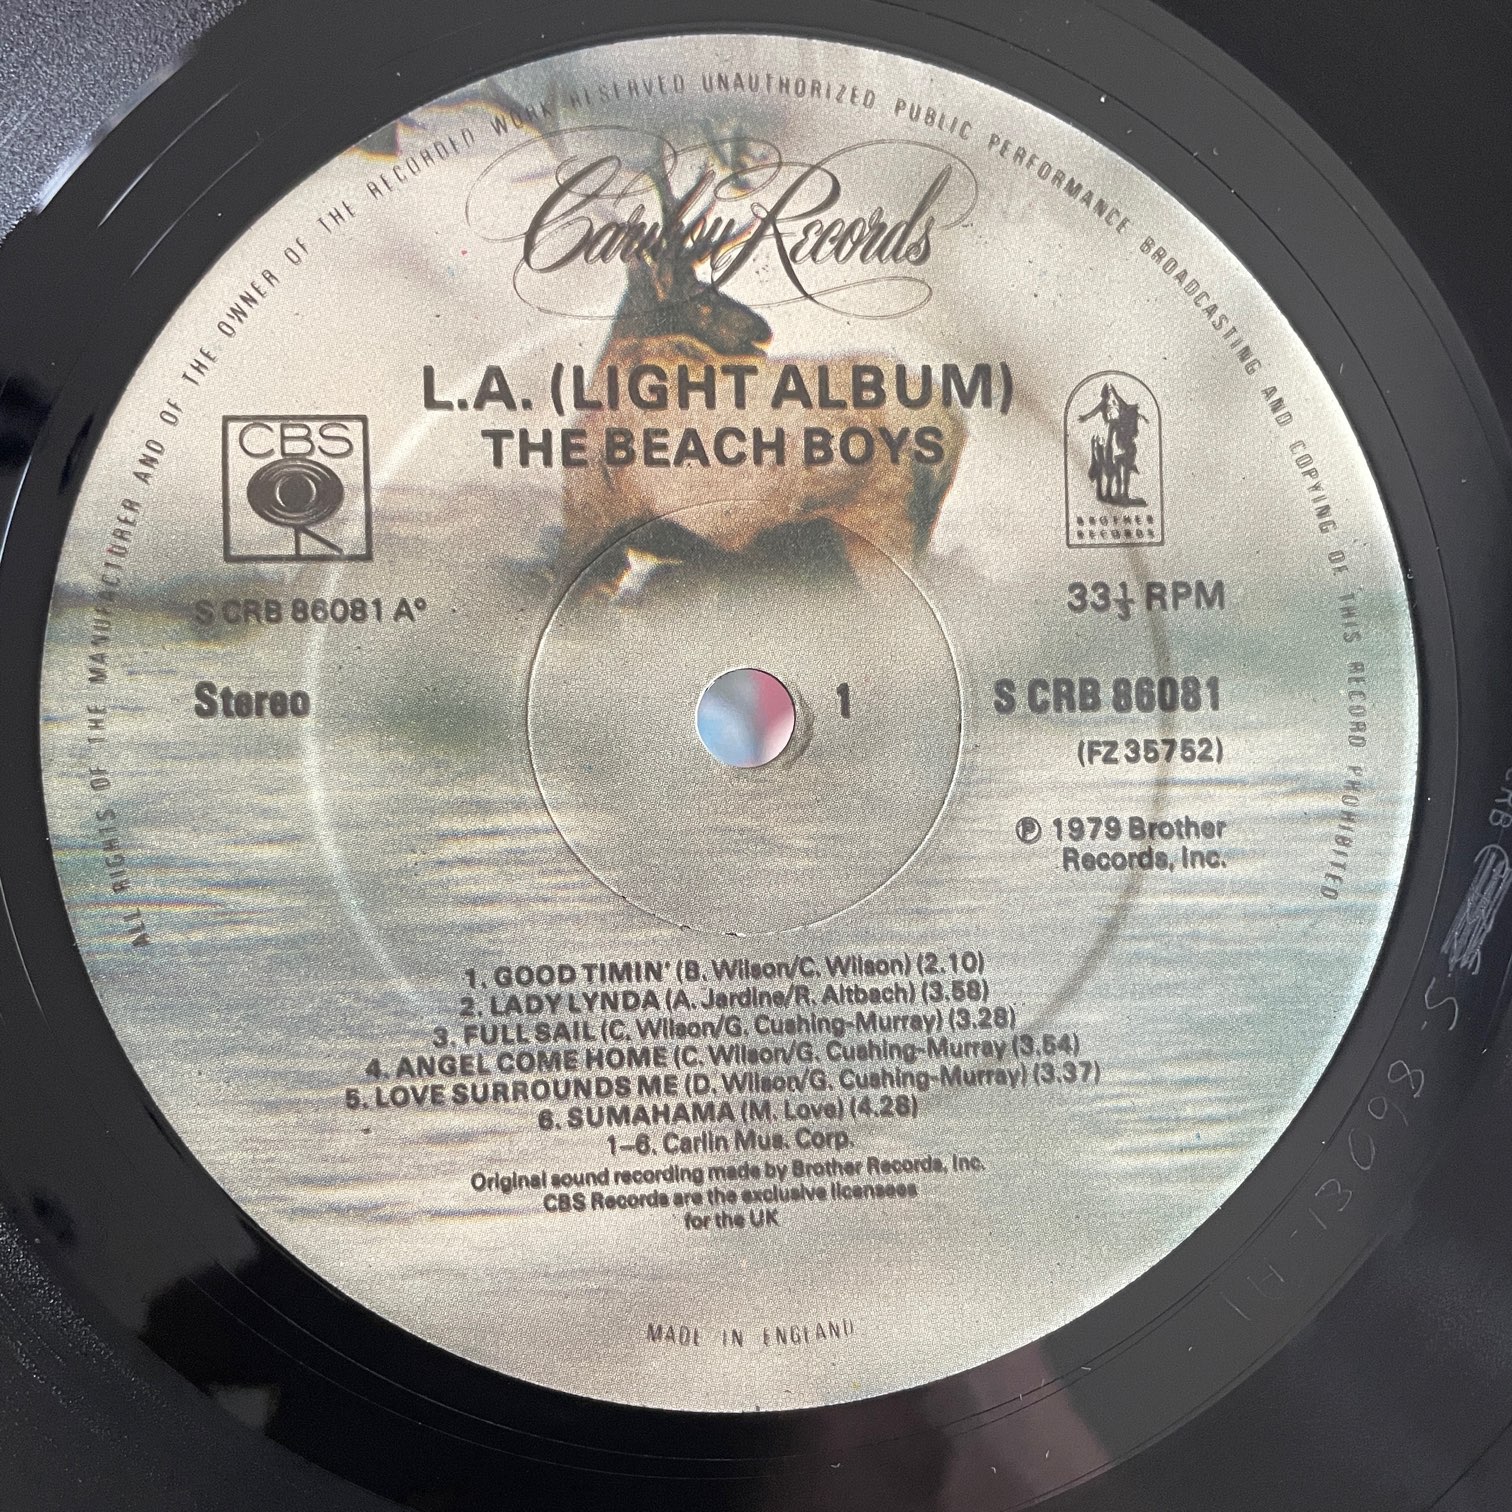 ALL RIGHTS OF THE MANUFACTURER AND OF THE OWNER OF THE RECORDED WORK RESERVED UNAUTHORIZED PUBLIC PERFORMANCE BROADCASTING AND COPYING OF THIS RECORD PROHIBITED
Caribou Records
L.A. (LIGHT ALBUM)
THE BEACH BOYS
CBS
BROTHER
RECORDS
S CRB 86081 A°
33⅓ RPM
Stereo
1
S CRB 86081
(FZ 35752)
℗ 1979 Brother
Records, Inc.
1. GOOD TIMIN' (B. Wilson/C. Wilson) (2.10)
2. LADY LYNDA (A. Jardine/R. Altbach) (3.58)
3. FULL SAIL (C. Wilson/G. Cushing-Murray) (3.28)
4. ANGEL COME HOME (C. Wilson/G. Cushing-Murray (3.54)
5. LOVE SURROUNDS ME (D. Wilson/G. Cushing-Murray) (3.37)
6. SUMAHAMA (M. Love) (4.28)
1–6. Carlin Mus. Corp.
Original sound recording made by Brother Records, Inc.
CBS Records are the exclusive licensees
for the UK
MADE IN ENGLAND